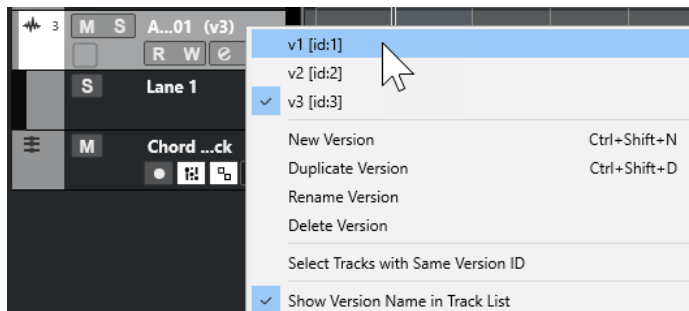 3 M S A...01 (v3)
R W e
S Lane 1
M Chord ...ck
v1 [id:1]
v2 [id:2]
v3 [id:3]
New Version Ctrl+Shift+N
Duplicate Version Ctrl+Shift+D
Rename Version
Delete Version
Select Tracks with Same Version ID
Show Version Name in Track List